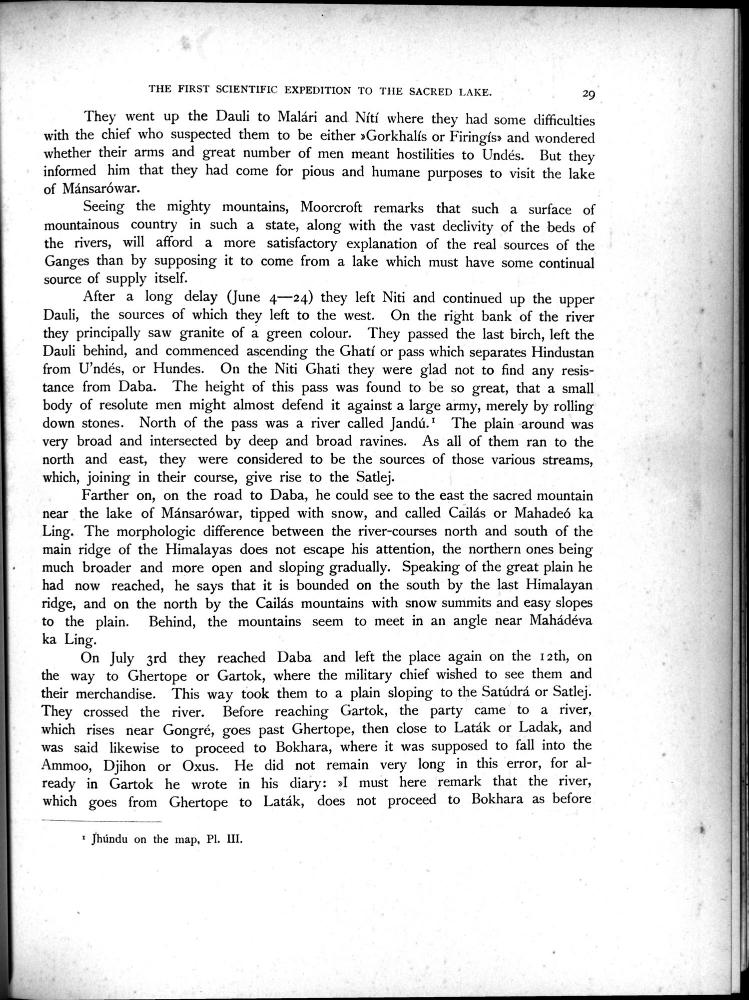 THE FIRST SCIENTIFIC EXPEDITION TO THE SACRED LAKE. 29
They went up the Dauli to Malári and Nítí where they had some difficulties
with the chief who suspected them to be either »Gorkhalís or Firingís» and wondered
whether their arms and great number of men meant hostilities to Undés. But they
informed him that they had come for pious and humane purposes to visit the lake
of Mánsarówar.
Seeing the mighty mountains, Moorcroft remarks that such a surface of
mountainous country in such a state, along with the vast declivity of the beds of
the rivers, will afford a more satisfactory explanation of the real sources of the
Ganges than by supposing it to come from a lake which must have some continual
source of supply itself.
After a long delay (June 4—24) they left Niti and continued up the upper
Dauli, the sources of which they left to the west. On the right bank of the river
they principally saw granite of a green colour. They passed the last birch, left the
Dauli behind, and commenced ascending the Ghatí or pass which separates Hindustan
from U'ndés, or Hundes. On the Niti Ghati they were glad not to find any resis-
tance from Daba. The height of this pass was found to be so great, that a small
body of resolute men might almost defend it against a large army, merely by rolling
down stones. North of the pass was a river called Jandú.¹ The plain around was
very broad and intersected by deep and broad ravines. As all of them ran to the
north and east, they were considered to be the sources of those various streams,
which, joining in their course, give rise to the Satlej.
Farther on, on the road to Daba, he could see to the east the sacred mountain
near the lake of Mánsarówar, tipped with snow, and called Cailás or Mahadeó ka
Ling. The morphologic difference between the river-courses north and south of the
main ridge of the Himalayas does not escape his attention, the northern ones being
much broader and more open and sloping gradually. Speaking of the great plain he
had now reached, he says that it is bounded on the south by the last Himalayan
ridge, and on the north by the Cailás mountains with snow summits and easy slopes
to the plain. Behind, the mountains seem to meet in an angle near Mahádéva
ka Ling.
On July 3rd they reached Daba and left the place again on the 12th, on
the way to Ghertope or Gartok, where the military chief wished to see them and
their merchandise. This way took them to a plain sloping to the Satúdrá or Satlej.
They crossed the river. Before reaching Gartok, the party came to a river,
which rises near Gongré, goes past Ghertope, then close to Laták or Ladak, and
was said likewise to proceed to Bokhara, where it was supposed to fall into the
Ammoo, Djihon or Oxus. He did not remain very long in this error, for al-
ready in Gartok he wrote in his diary: »I must here remark that the river,
which goes from Ghertope to Laták, does not proceed to Bokhara as before
¹ Jhúndu on the map, Pl. III.